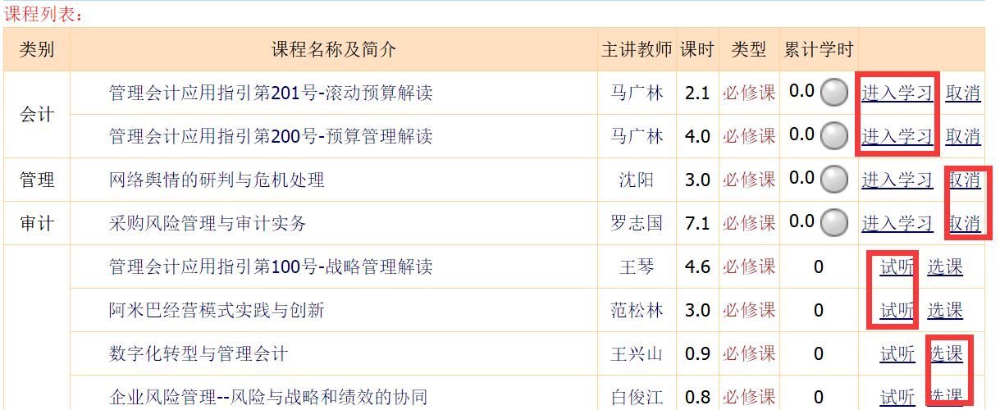 课程列表：
类别 课程名称及简介 主讲教师 课时 类型 累计学时
会计
管理会计应用指引第201号-滚动预算解读 马广林 2.1 必修课 0.0 进入学习 取消
管理会计应用指引第200号-预算管理解读 马广林 4.0 必修课 0.0 进入学习 取消
管理 网络舆情的研判与危机处理 沈阳 3.0 必修课 0.0 进入学习 取消
审计 采购风险管理与审计实务 罗志国 7.1 必修课 0.0 进入学习 取消
管理会计应用指引第100号-战略管理解读 王琴 4.6 必修课 0 试听 选课
阿米巴经营模式实践与创新 范松林 3.0 必修课 0 试听 选课
数字化转型与管理会计 王兴山 0.9 必修课 0 试听 选课
企业风险管理--风险与战略和绩效的协同 白俊江 0.8 必修课 0 试听 选课